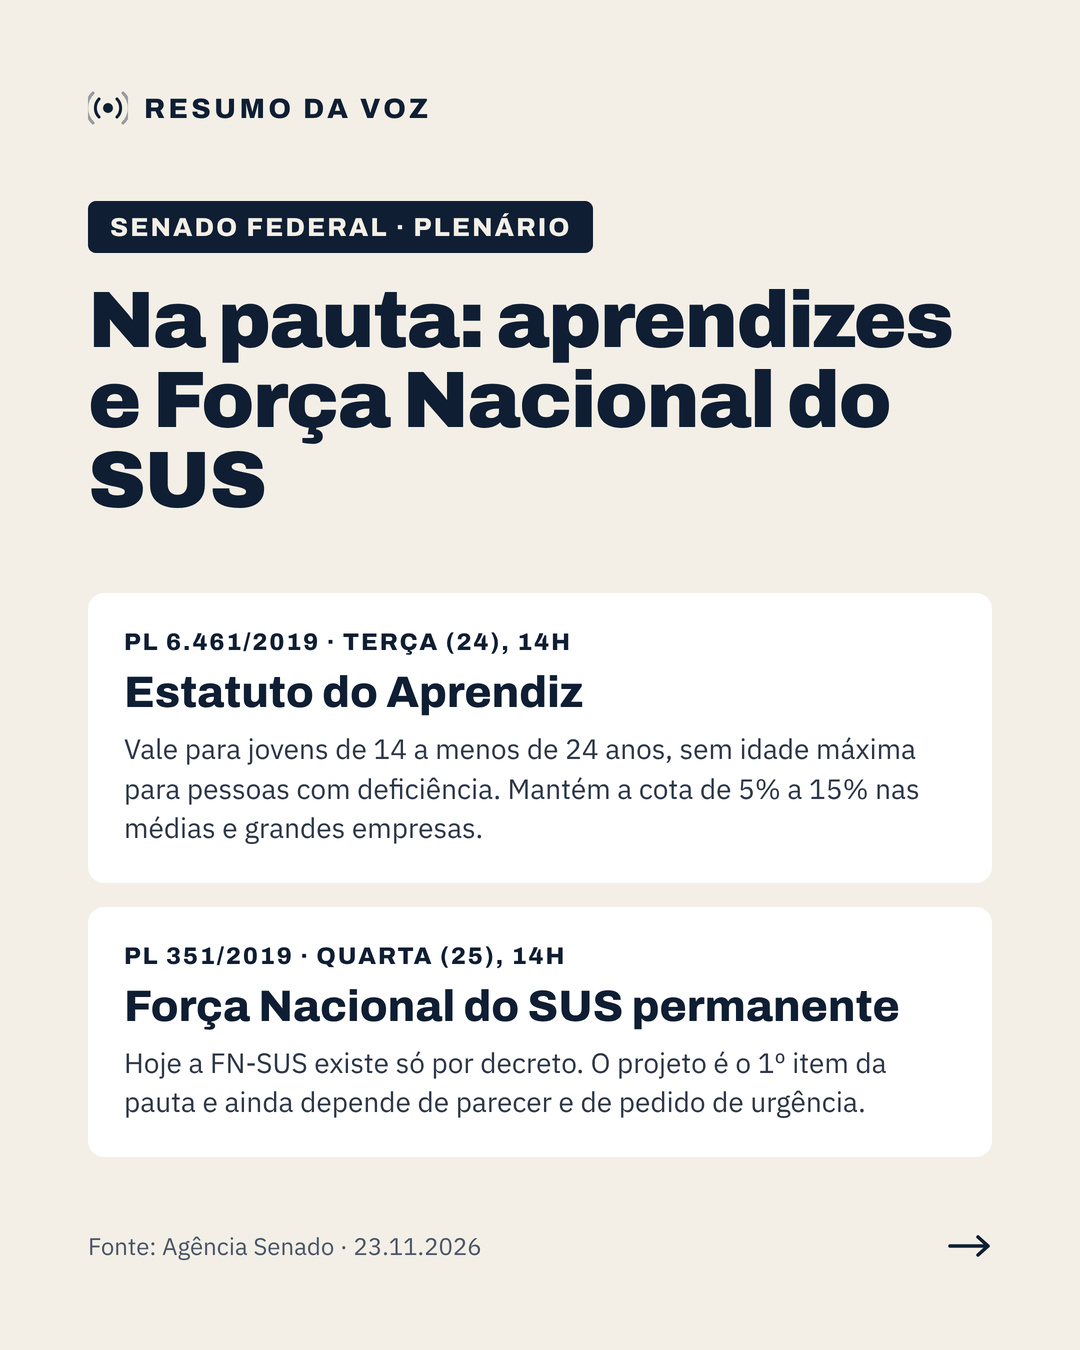 RESUMO DA VOZ
SENADO FEDERAL · PLENÁRIO
Na pauta: aprendizes
e Força Nacional do
SUS
PL 6.461/2019 · TERÇA (24), 14H
Estatuto do Aprendiz
Vale para jovens de 14 a menos de 24 anos, sem idade máxima
para pessoas com deficiência. Mantém a cota de 5% a 15% nas
médias e grandes empresas.
PL 351/2019 · QUARTA (25), 14H
Força Nacional do SUS permanente
Hoje a FN-SUS existe só por decreto. O projeto é o 1º item da
pauta e ainda depende de parecer e de pedido de urgência.
Fonte: Agência Senado · 23.11.2026